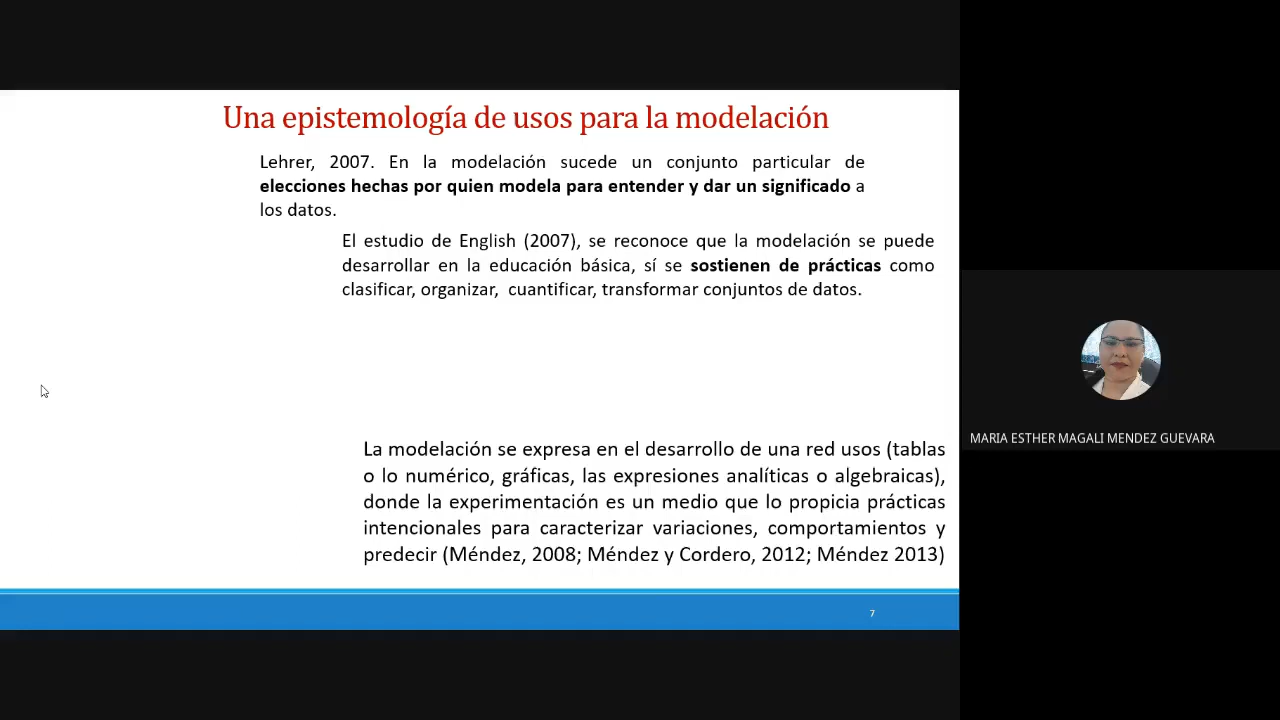 Una epistemología de usos para la modelación
Lehrer, 2007. En la modelación sucede un conjunto particular de
elecciones hechas por quien modela para entender y dar un significado a
los datos.
El estudio de English (2007), se reconoce que la modelación se puede
desarrollar en la educación básica, sí se sostienen de prácticas como
clasificar, organizar, cuantificar, transformar conjuntos de datos.
La modelación se expresa en el desarrollo de una red usos (tablas
o lo numérico, gráficas, las expresiones analíticas o algebraicas),
donde la experimentación es un medio que lo propicia prácticas
intencionales para caracterizar variaciones, comportamientos y
predecir (Méndez, 2008; Méndez y Cordero, 2012; Méndez 2013)
7
MARIA ESTHER MAGALI MENDEZ GUEVARA